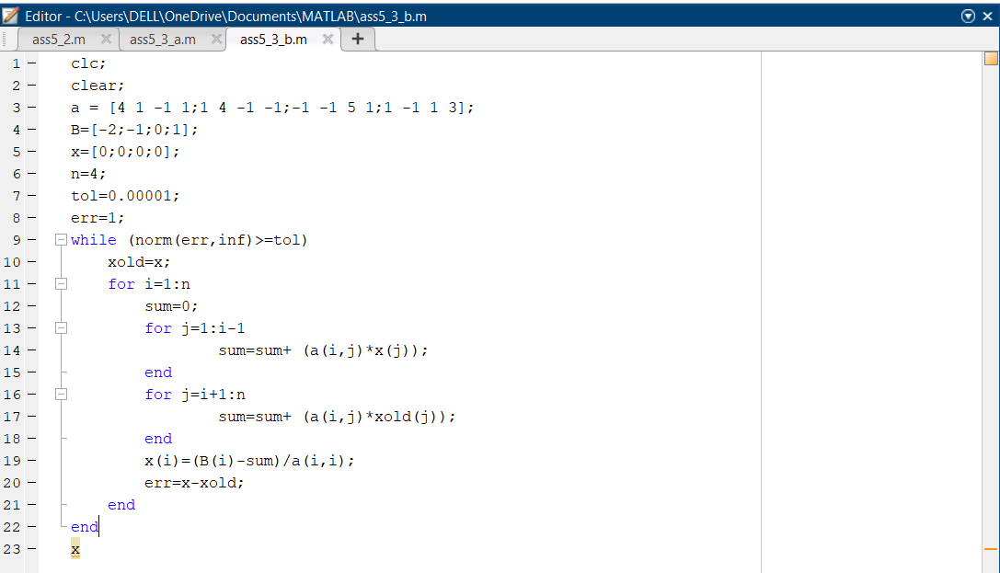 Editor - C:\Users\DELL\OneDrive\Documents\MATLAB\ass5_3_b.m
ass5_2.m ass5_3_a.m ass5_3_b.m +
1 - clc;
2 - clear;
3 - a = [4 1 -1 1;1 4 -1 -1;-1 -1 5 1;1 -1 1 3];
4 - B=[-2;-1;0;1];
5 - x=[0;0;0;0];
6 - n=4;
7 - tol=0.00001;
8 - err=1;
9 - while (norm(err,inf)>=tol)
10 - xold=x;
11 - for i=1:n
12 - sum=0;
13 - for j=1:i-1
14 - sum=sum+ (a(i,j)*x(j));
15 - end
16 - for j=i+1:n
17 - sum=sum+ (a(i,j)*xold(j));
18 - end
19 - x(i)=(B(i)-sum)/a(i,i);
20 - err=x-xold;
21 - end
22 - end
23 - x